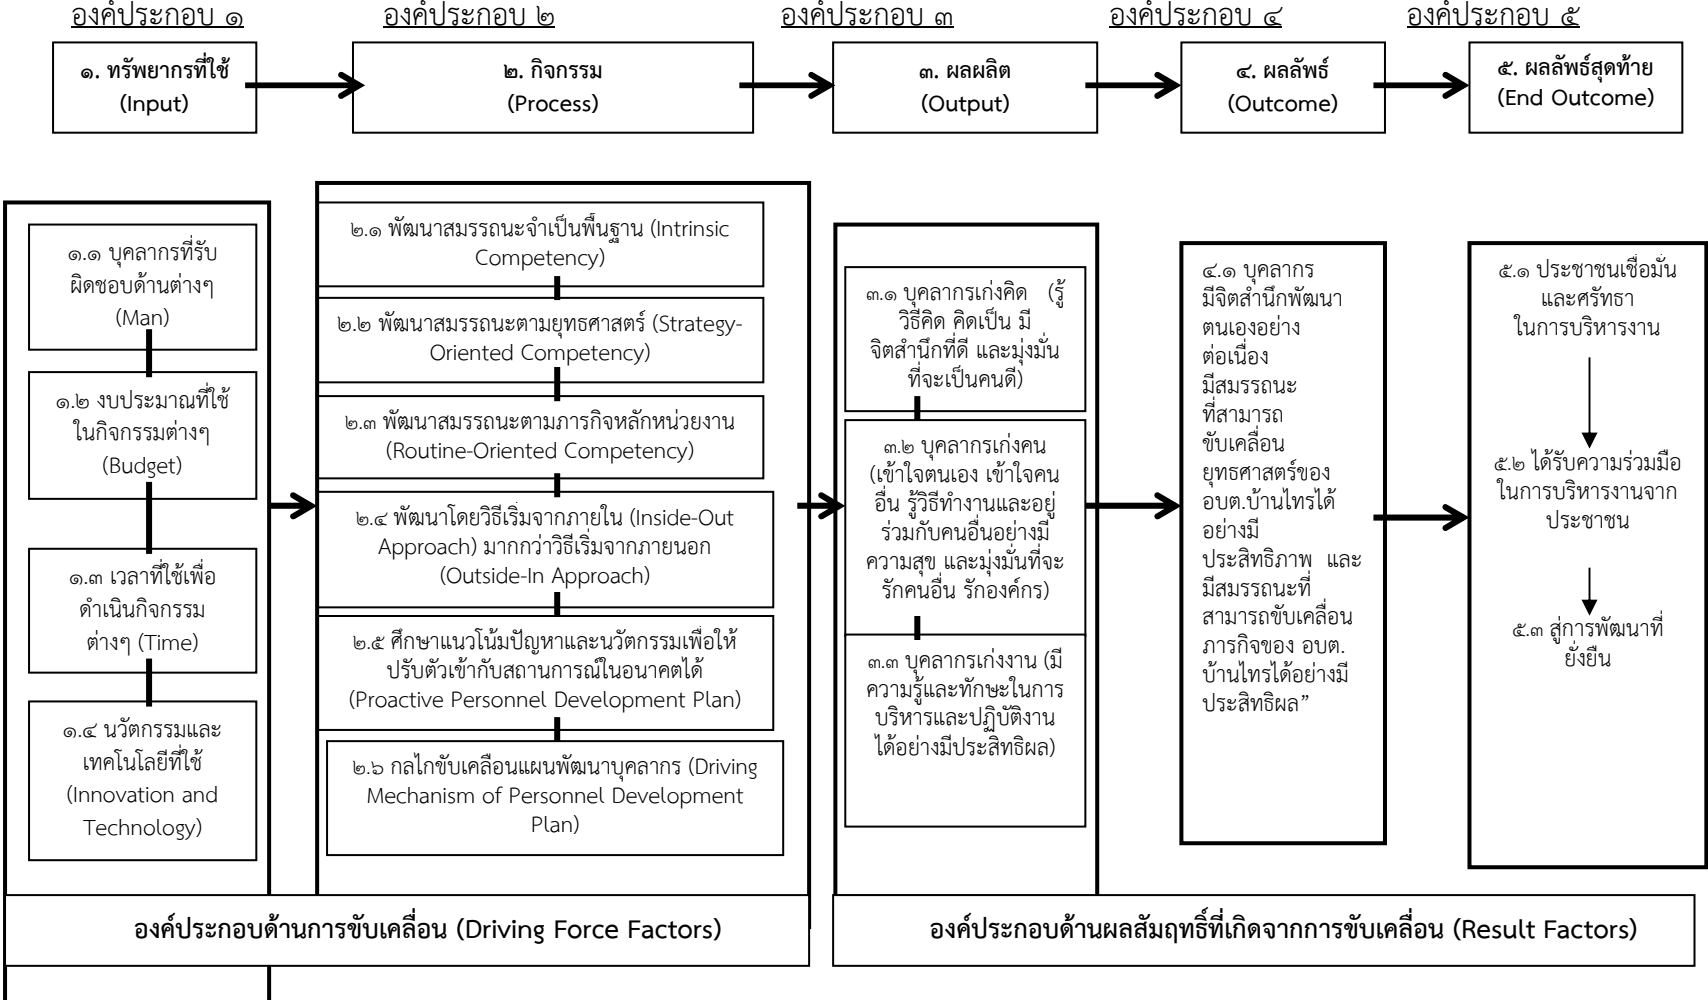 องค์ประกอบ ๑
องค์ประกอบ ๒
องค์ประกอบ ๓
องค์ประกอบ ๔
องค์ประกอบ ๕
๑. ทรัพยากรที่ใช้
(Input)
๒. กิจกรรม
(Process)
๓. ผลผลิต
(Output)
๔. ผลลัพธ์
(Outcome)
๕. ผลลัพธ์สุดท้าย
(End Outcome)
๑.๑ บุคลากรที่รับ
ผิดชอบด้านต่างๆ
(Man)
๑.๒ งบประมาณที่ใช้
ในกิจกรรมต่างๆ
(Budget)
๑.๓ เวลาที่ใช้เพื่อ
ดำเนินกิจกรรม
ต่างๆ (Time)
๑.๔ นวัตกรรมและ
เทคโนโลยีที่ใช้
(Innovation and
Technology)
๒.๑ พัฒนาสมรรถนะจำเป็นพื้นฐาน (Intrinsic
Competency)
๒.๒ พัฒนาสมรรถนะตามยุทธศาสตร์ (Strategy-
Oriented Competency)
๒.๓ พัฒนาสมรรถนะตามภารกิจหลักหน่วยงาน
(Routine-Oriented Competency)
๒.๔ พัฒนาโดยวิธีเริ่มจากภายใน (Inside-Out
Approach) มากกว่าวิธีเริ่มจากภายนอก
(Outside-In Approach)
๒.๕ ศึกษาแนวโน้มปัญหาและนวัตกรรมเพื่อให้
ปรับตัวเข้ากับสถานการณ์ในอนาคตได้
(Proactive Personnel Development Plan)
๒.๖ กลไกขับเคลื่อนแผนพัฒนาบุคลากร (Driving
Mechanism of Personnel Development
Plan)
๓.๑ บุคลากรเก่งคิด (รู้
วิธีคิด คิดเป็น มี
จิตสำนึกที่ดี และมุ่งมั่น
ที่จะเป็นคนดี)
๓.๒ บุคลากรเก่งคน
(เข้าใจตนเอง เข้าใจคน
อื่น รู้วิธีทำงานและอยู่
ร่วมกับคนอื่นอย่างมี
ความสุข และมุ่งมั่นที่จะ
รักคนอื่น รักองค์กร)
๓.๓ บุคลากรเก่งงาน (มี
ความรู้และทักษะในการ
บริหารและปฏิบัติงาน
ได้อย่างมีประสิทธิผล)
๔.๑ บุคลากร
มีจิตสำนึกพัฒนา
ตนเองอย่าง
ต่อเนื่อง
มีสมรรถนะ
ที่สามารถ
ขับเคลื่อน
ยุทธศาสตร์ของ
อบต.บ้านไทรได้
อย่างมี
ประสิทธิภาพ และ
มีสมรรถนะที่
สามารถขับเคลื่อน
ภารกิจของ อบต.
บ้านไทรได้อย่างมี
ประสิทธิผล”
๕.๑ ประชาชนเชื่อมั่น
และศรัทธา
ในการบริหารงาน
๕.๒ ได้รับความร่วมมือ
ในการบริหารงานจาก
ประชาชน
๕.๓ สู่การพัฒนาที่
ยั่งยืน
องค์ประกอบด้านการขับเคลื่อน (Driving Force Factors)
องค์ประกอบด้านผลสัมฤทธิ์ที่เกิดจากการขับเคลื่อน (Result Factors)